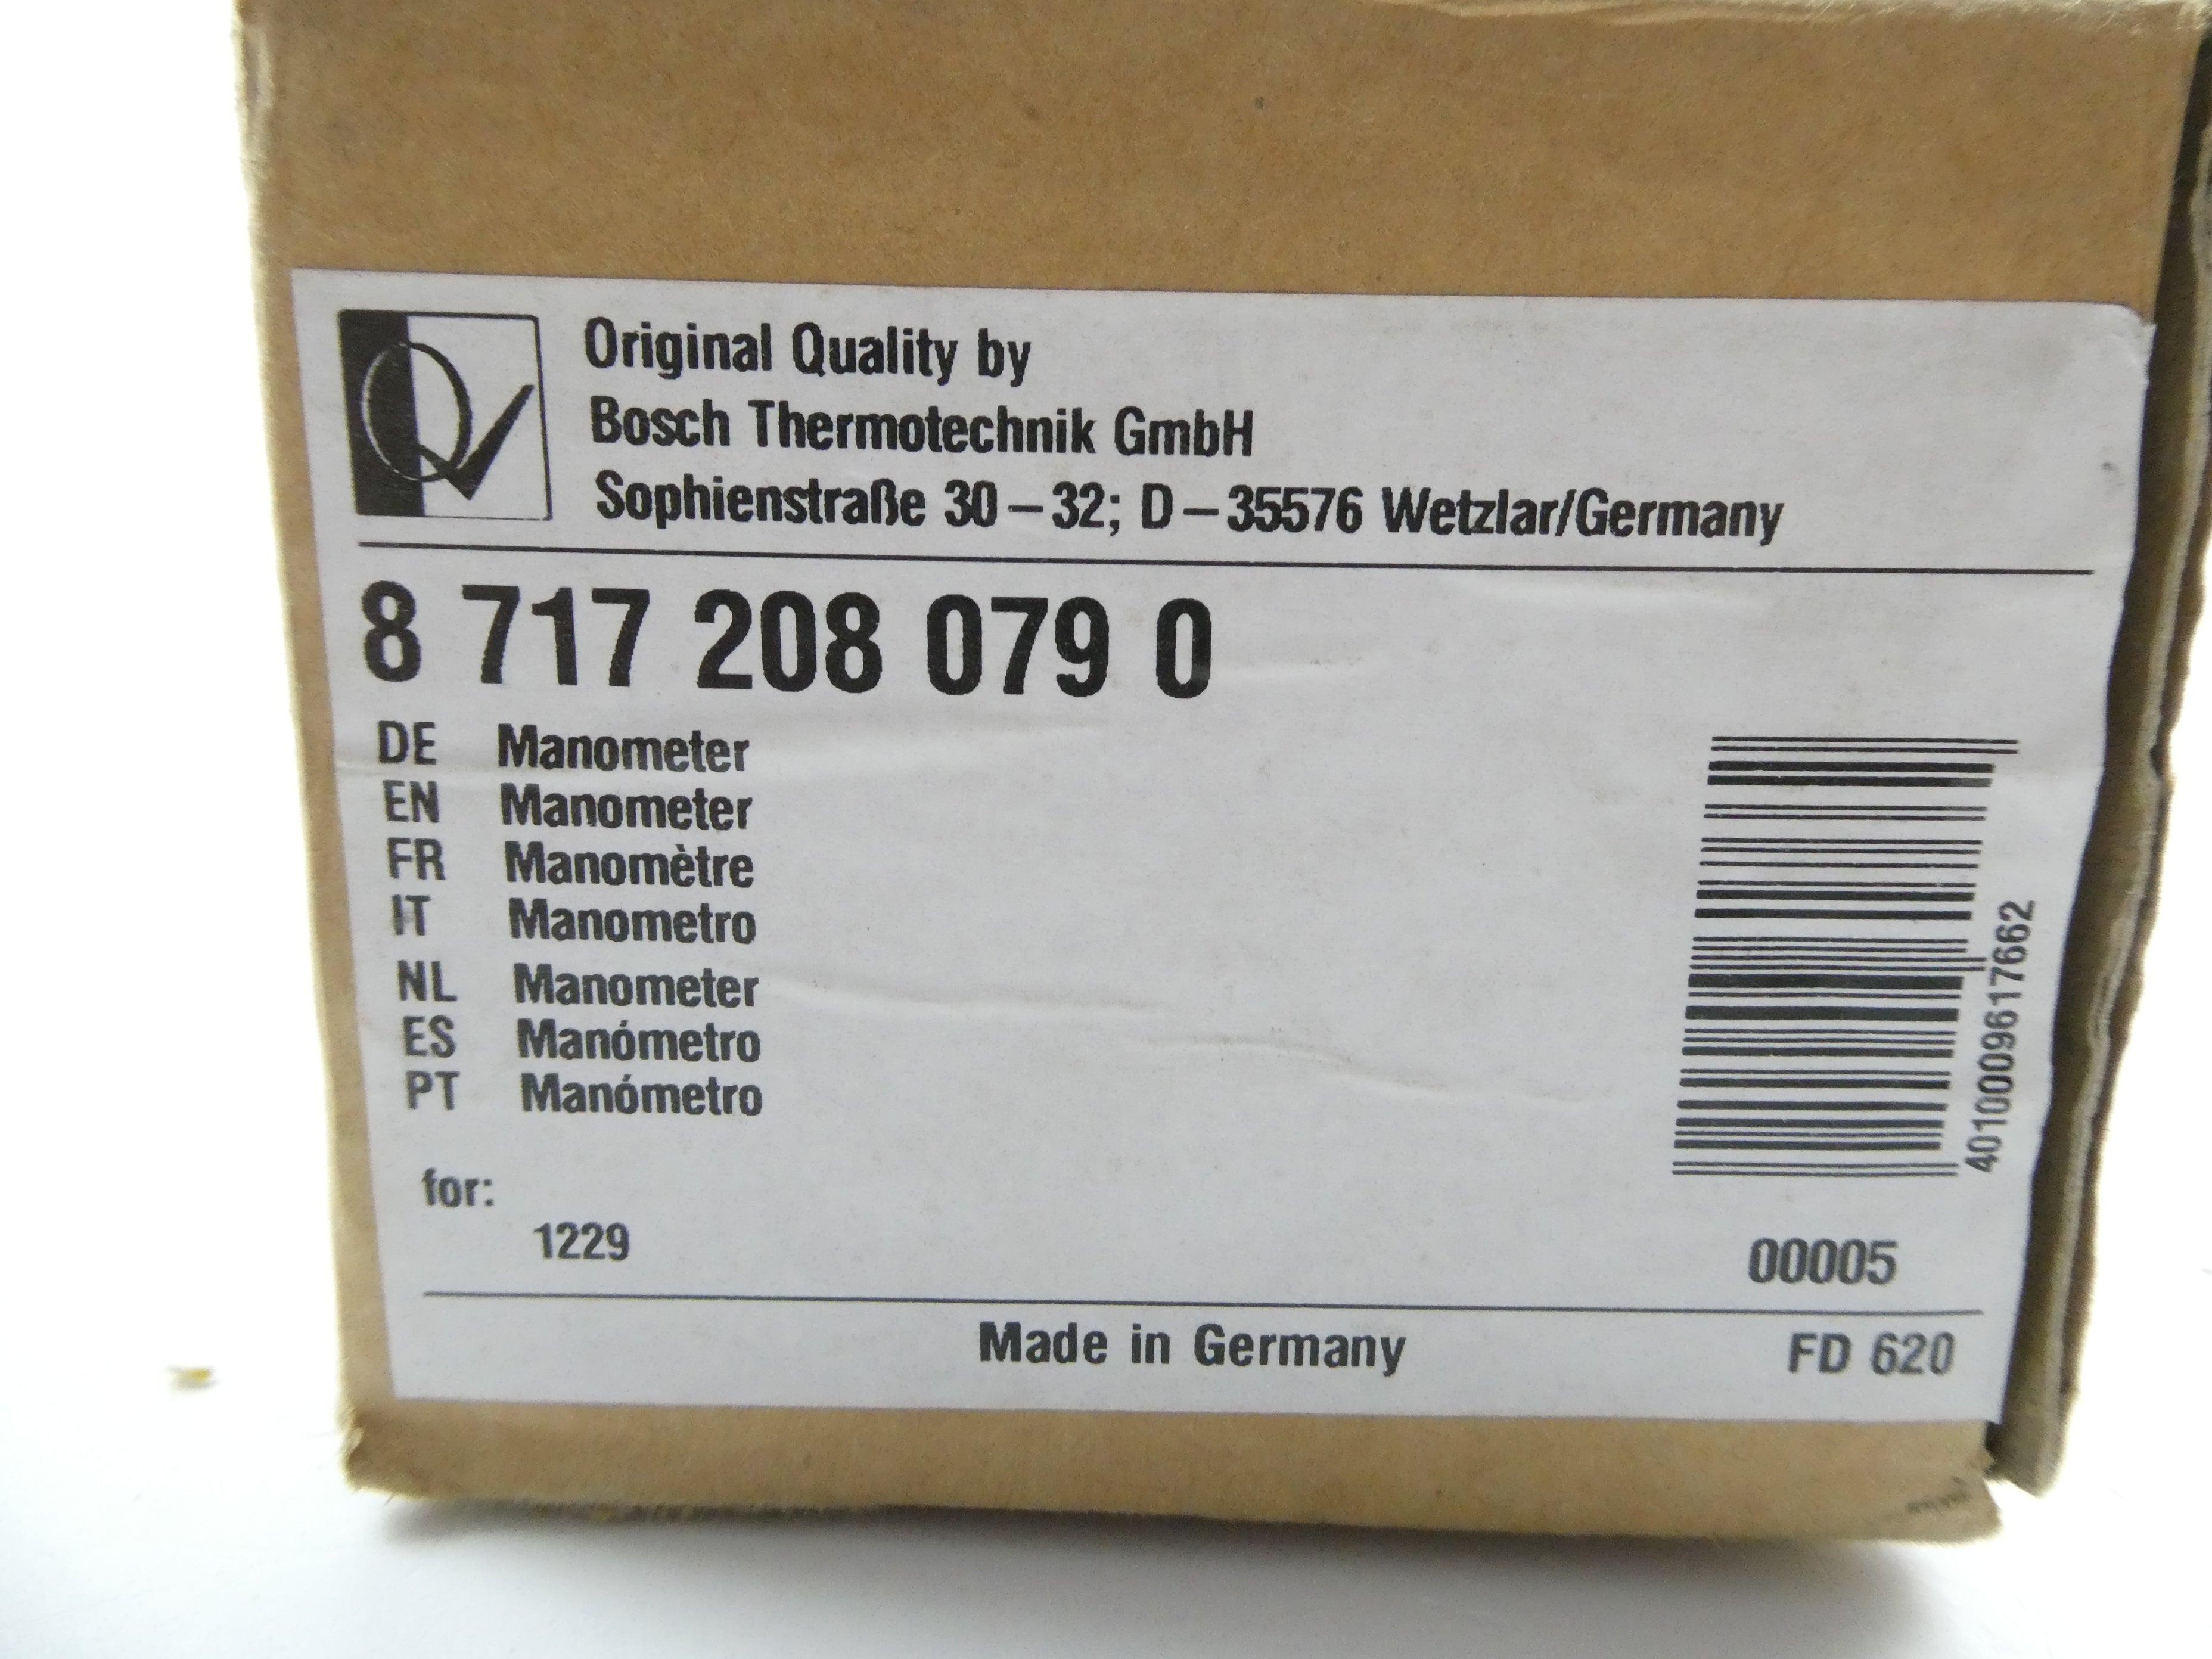 Original Quality by
Bosch Thermotechnik GmbH
Sophienstraße 30–32; D–35576 Wetzlar/Germany
8 717 208 079 0
DE Manometer
EN Manometer
FR Manomètre
IT Manometro
NL Manometer
ES Manómetro
PT Manómetro
4010009617662
for:
1229
00005
Made in Germany
FD 620